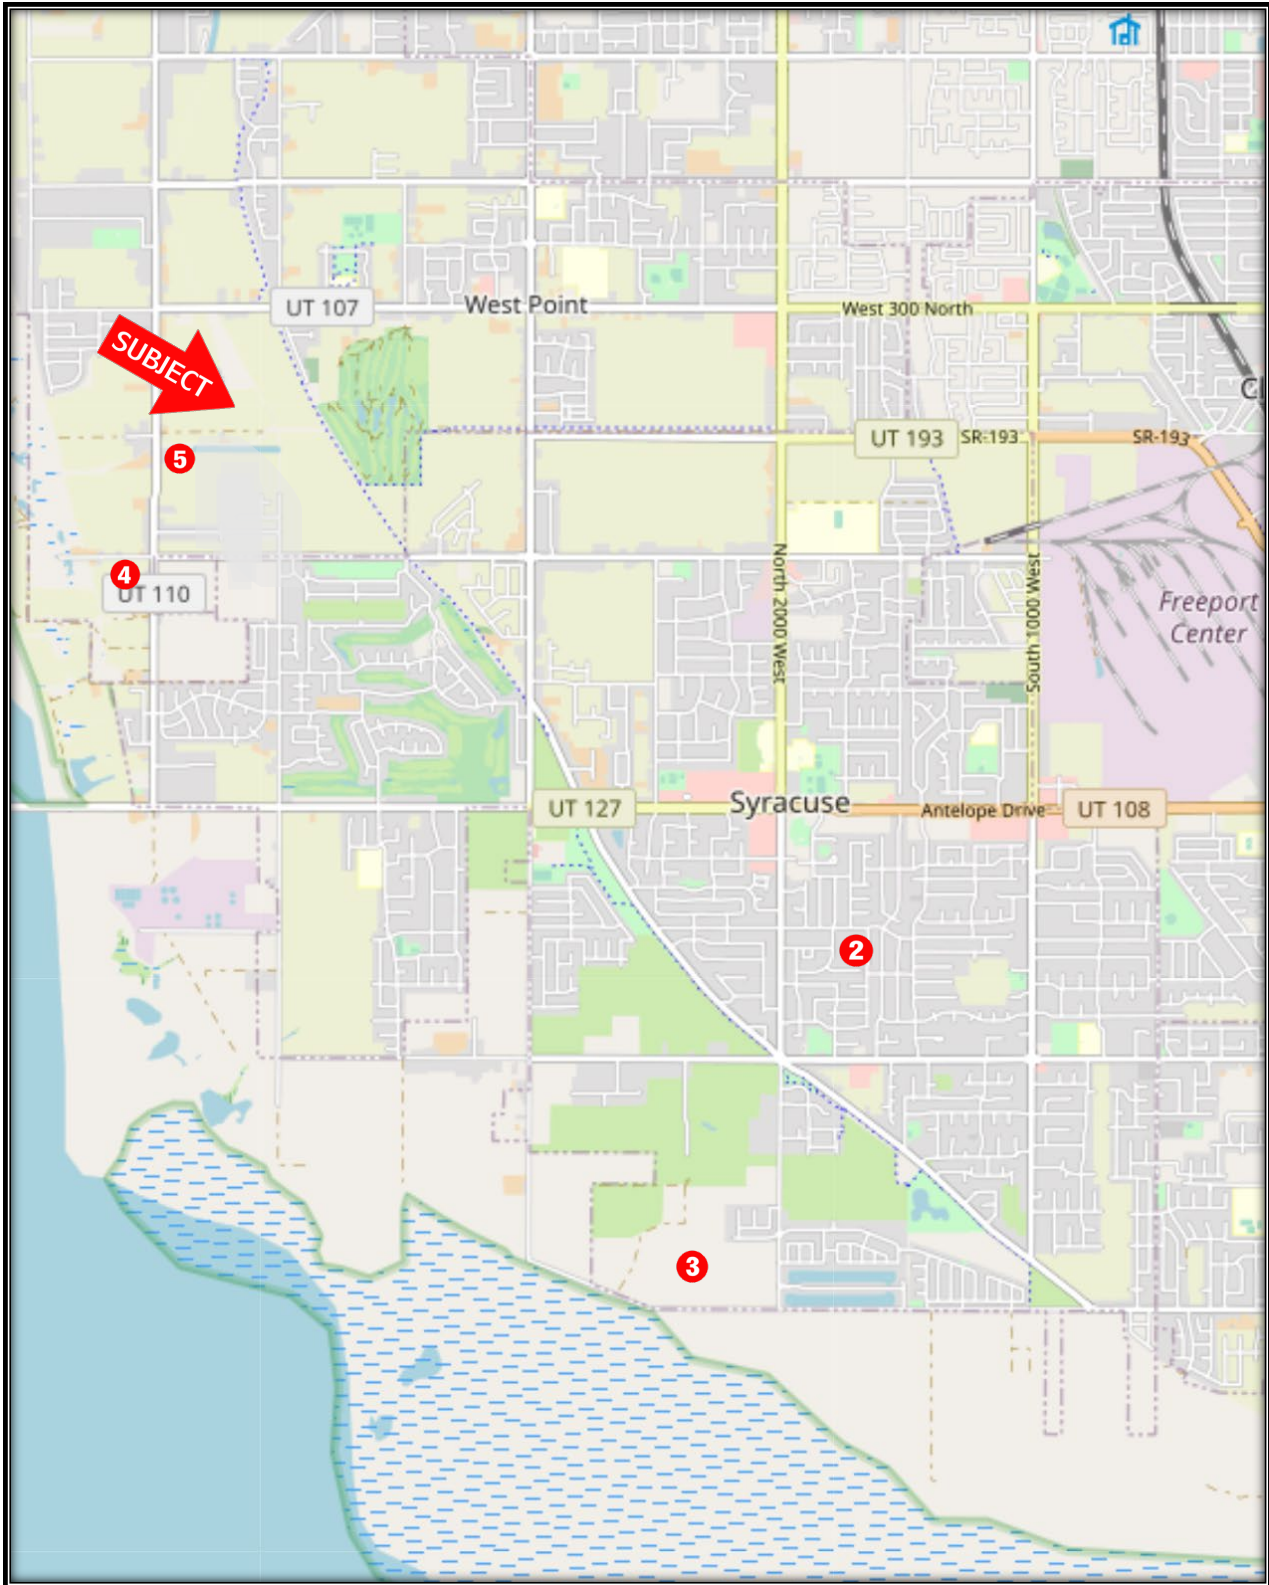 UT 107
West Point
West 300 North
SUBJECT
UT 193
SR-193
SR-193
5
4
UT 110
North 2000 West
South 1000 West
Freeport
Center
UT 127
Syracuse
Antelope Drive
UT 108
2
3